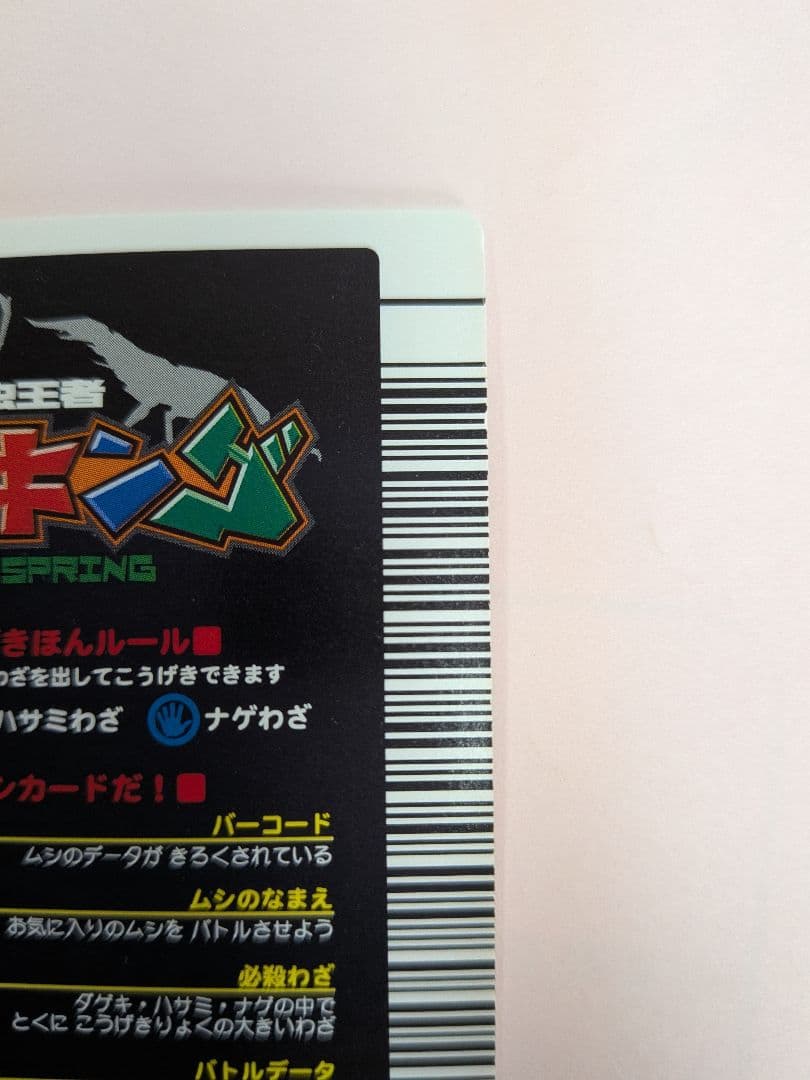 王者
キング
SPRING
きほんルール
わざを出してこうげきできます
ハサミわざ ナゲわざ
ンカードだ！
バーコード
ムシのデータが きろくされている
ムシのなまえ
お気に入りのムシを バトルさせよう
必殺わざ
ダゲキ・ハサミ・ナゲの中で
とくに こうげきりょくの大きいわざ
バトルデータ